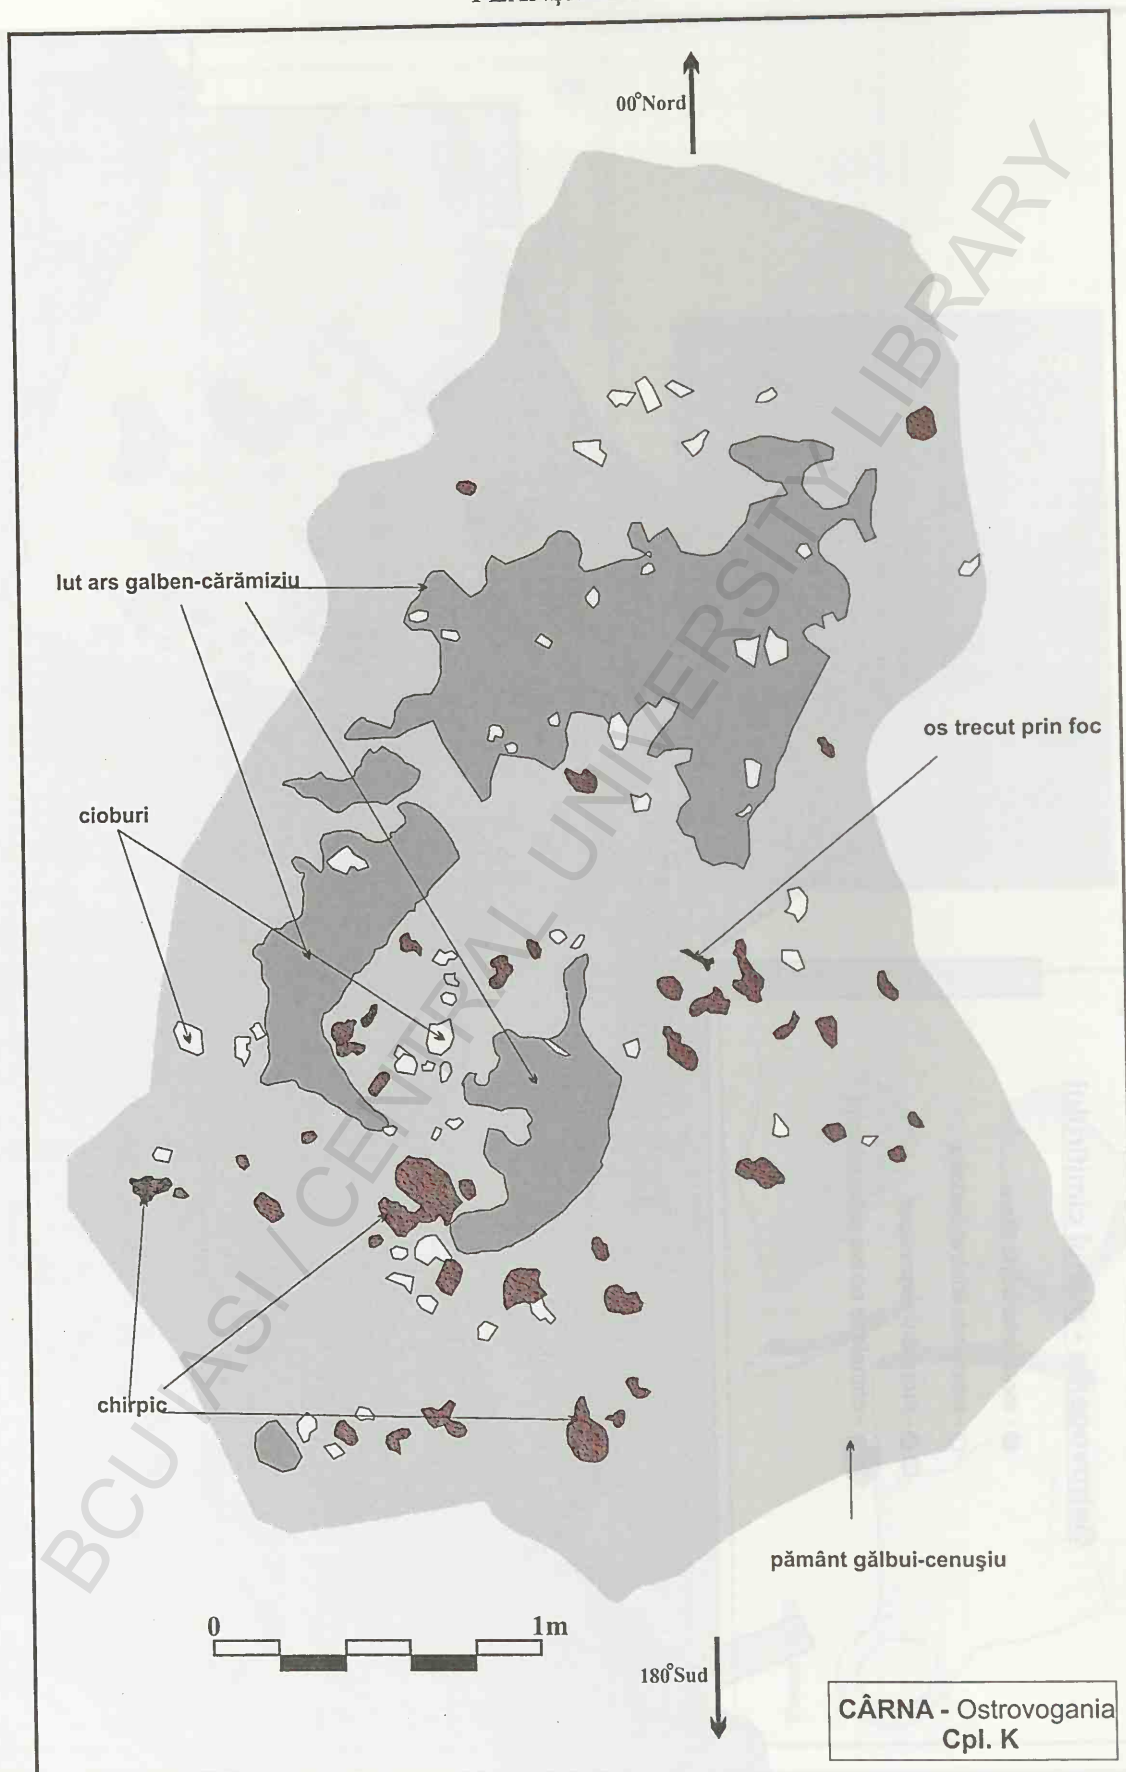 00°Nord
lut ars galben-cărămiziu
os trecut prin foc
cioburi
chirpic
pământ gălbui-cenuşiu
0 1m
180°Sud
CÂRNA - Ostrovogania
Cpl. K
BCU IASI / CENTRAL UNIVERSITY LIBRARY